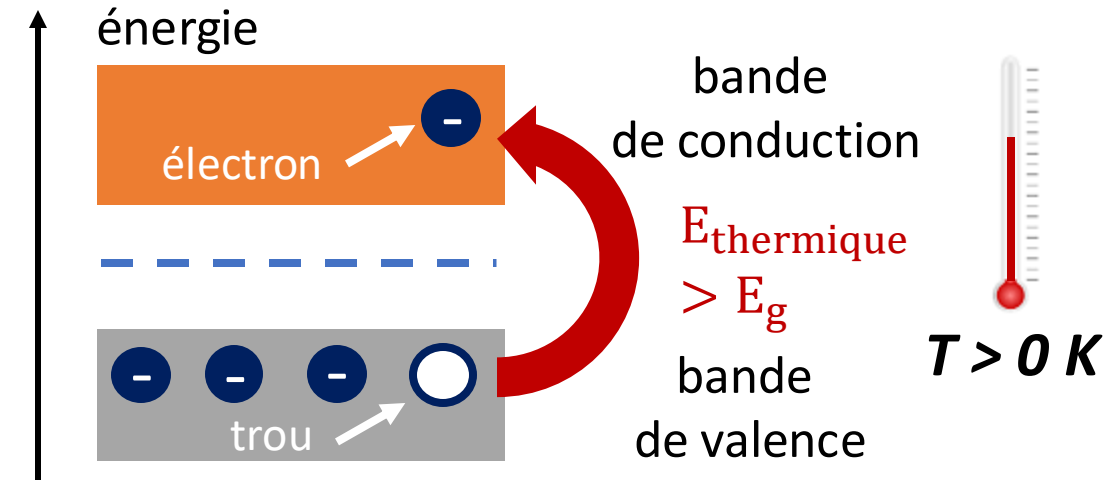 énergie
bande
de conduction
électron
-
E_thermique
> E_g
T > 0 K
bande
de valence
- - -
trou